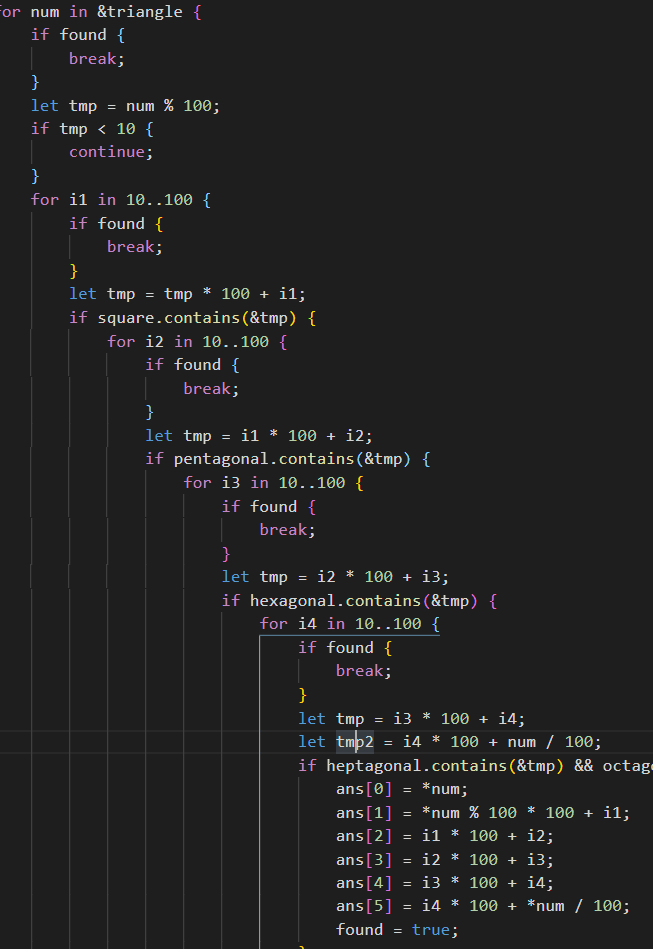 for num in &triangle {
if found {
break;
}
let tmp = num % 100;
if tmp < 10 {
continue;
}
for i1 in 10..100 {
if found {
break;
}
let tmp = tmp * 100 + i1;
if square.contains(&tmp) {
for i2 in 10..100 {
if found {
break;
}
let tmp = i1 * 100 + i2;
if pentagonal.contains(&tmp) {
for i3 in 10..100 {
if found {
break;
}
let tmp = i2 * 100 + i3;
if hexagonal.contains(&tmp) {
for i4 in 10..100 {
if found {
break;
}
let tmp = i3 * 100 + i4;
let tmp2 = i4 * 100 + num / 100;
if heptagonal.contains(&tmp) && octag
ans[0] = *num;
ans[1] = *num % 100 * 100 + i1;
ans[2] = i1 * 100 + i2;
ans[3] = i2 * 100 + i3;
ans[4] = i3 * 100 + i4;
ans[5] = i4 * 100 + *num / 100;
found = true;